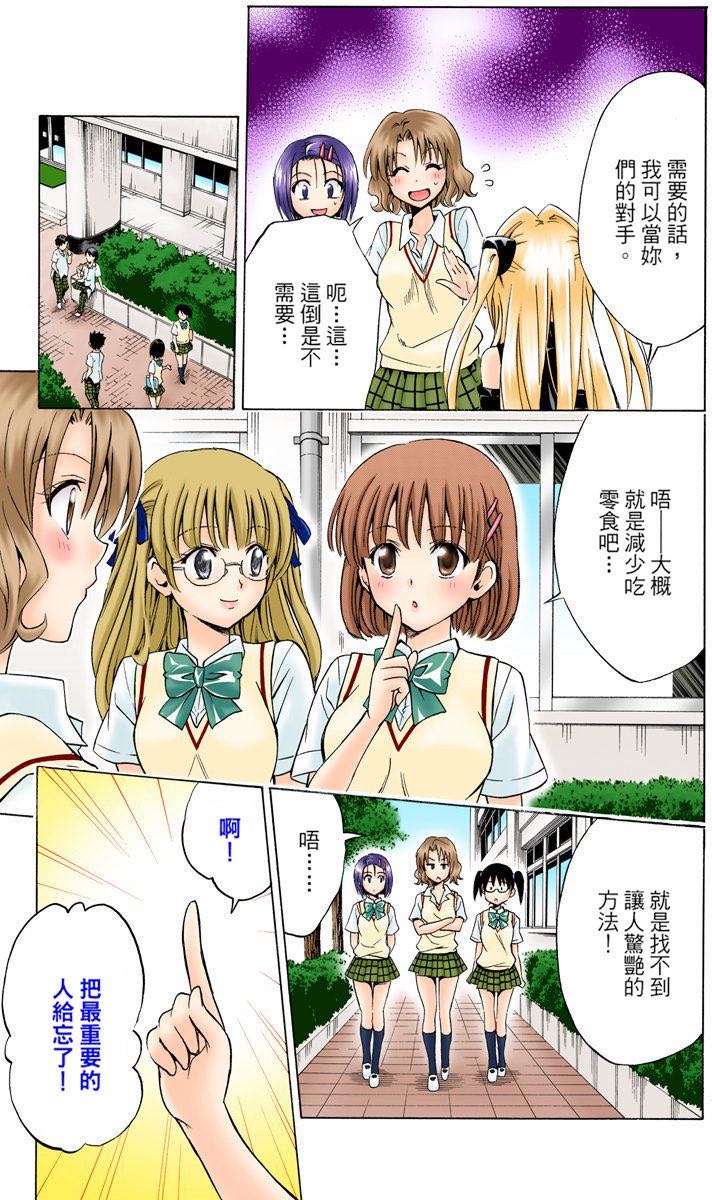 需要的話，
我可以當妳
們的對手。
呃…這…
這倒是不
需要…
唔——大概
就是減少吃
零食吧…
就是找不到
讓人驚艷的
方法！
唔……
啊！
把最重要的
人給忘了！